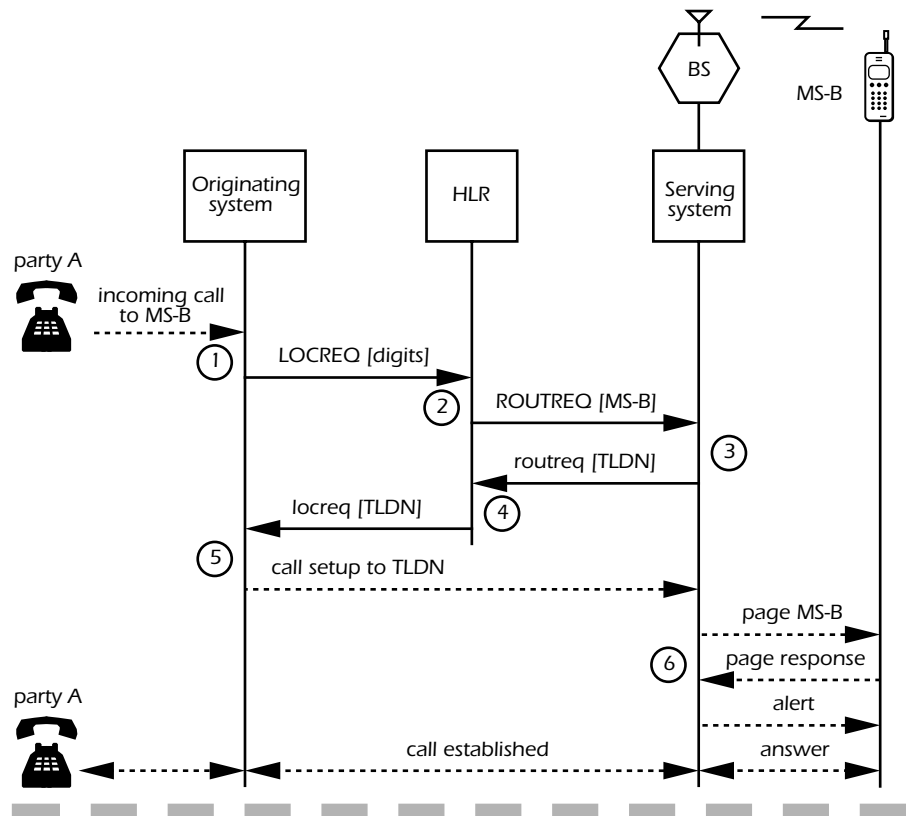 BS
MS-B
Originating
system
HLR
Serving
system
party A
incoming call
to MS-B
1
LOCREQ [digits]
2
ROUTREQ [MS-B]
3
routreq [TLDN]
locreq [TLDN]
4
5
call setup to TLDN
page MS-B
6
page response
party A
alert
call established
answer